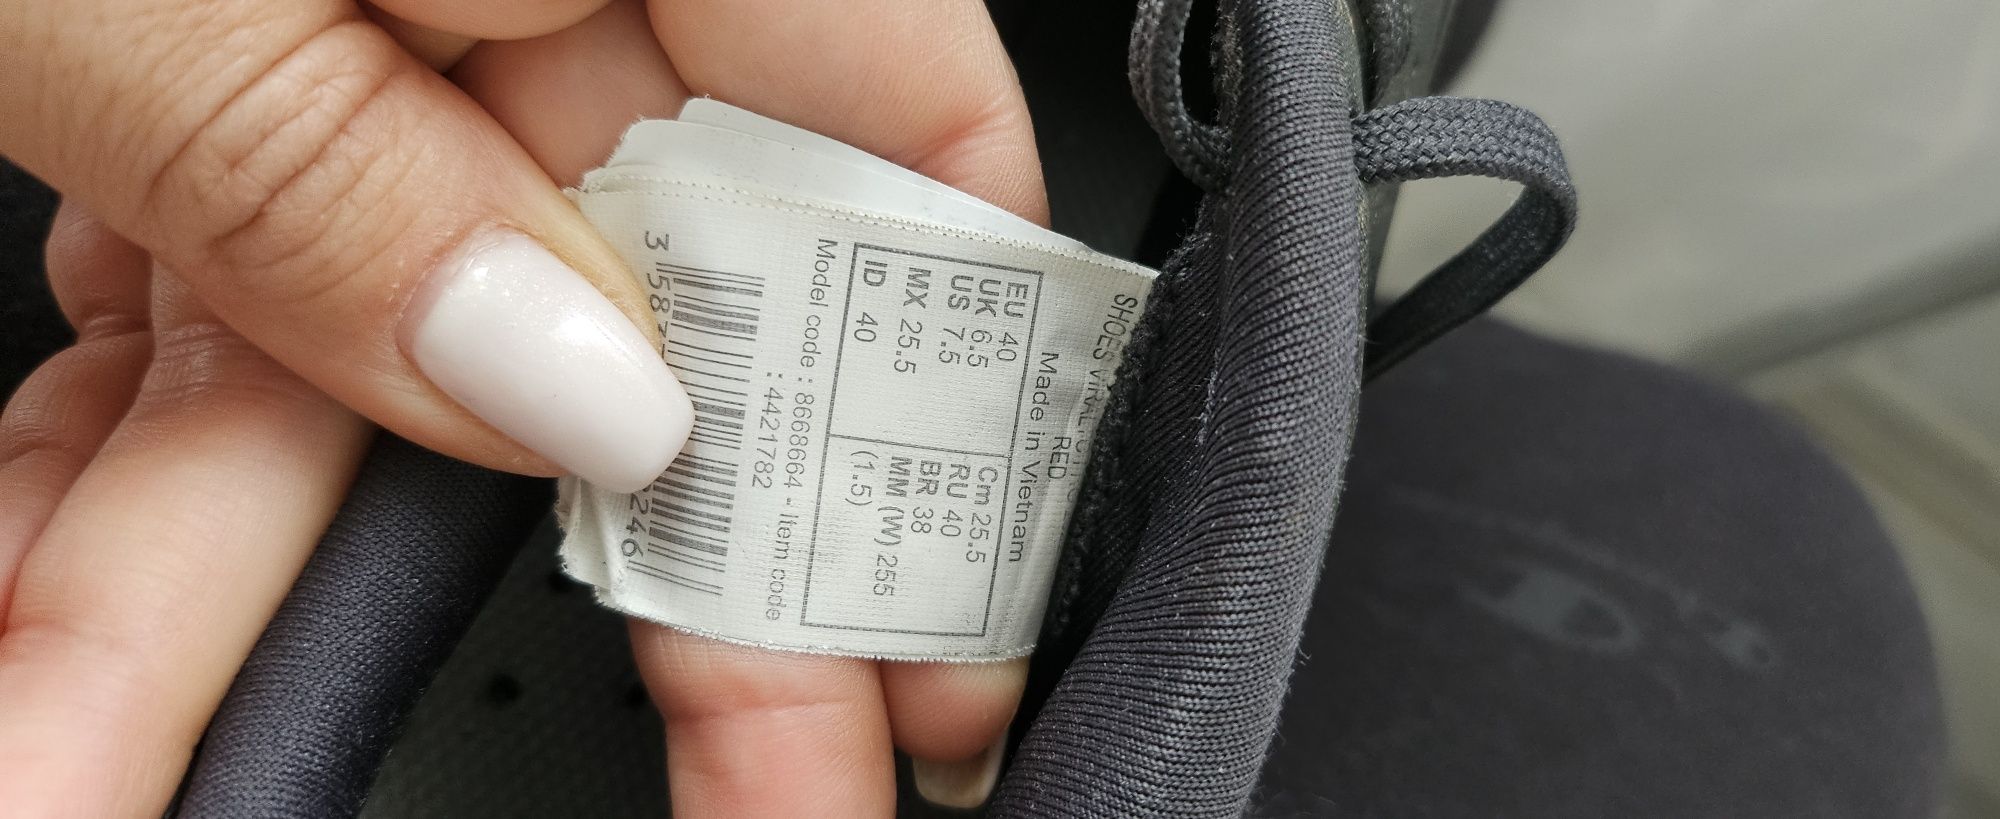 SHOES
RED
Made in Vietnam
EU 40
UK 6.5
US 7.5
MX 25.5
ID 40
Cm 25.5
RU 40
BR 38
MM (W) 255
(1.5)
Model code : 8668664 - Item code
: 4421782
3 583
246